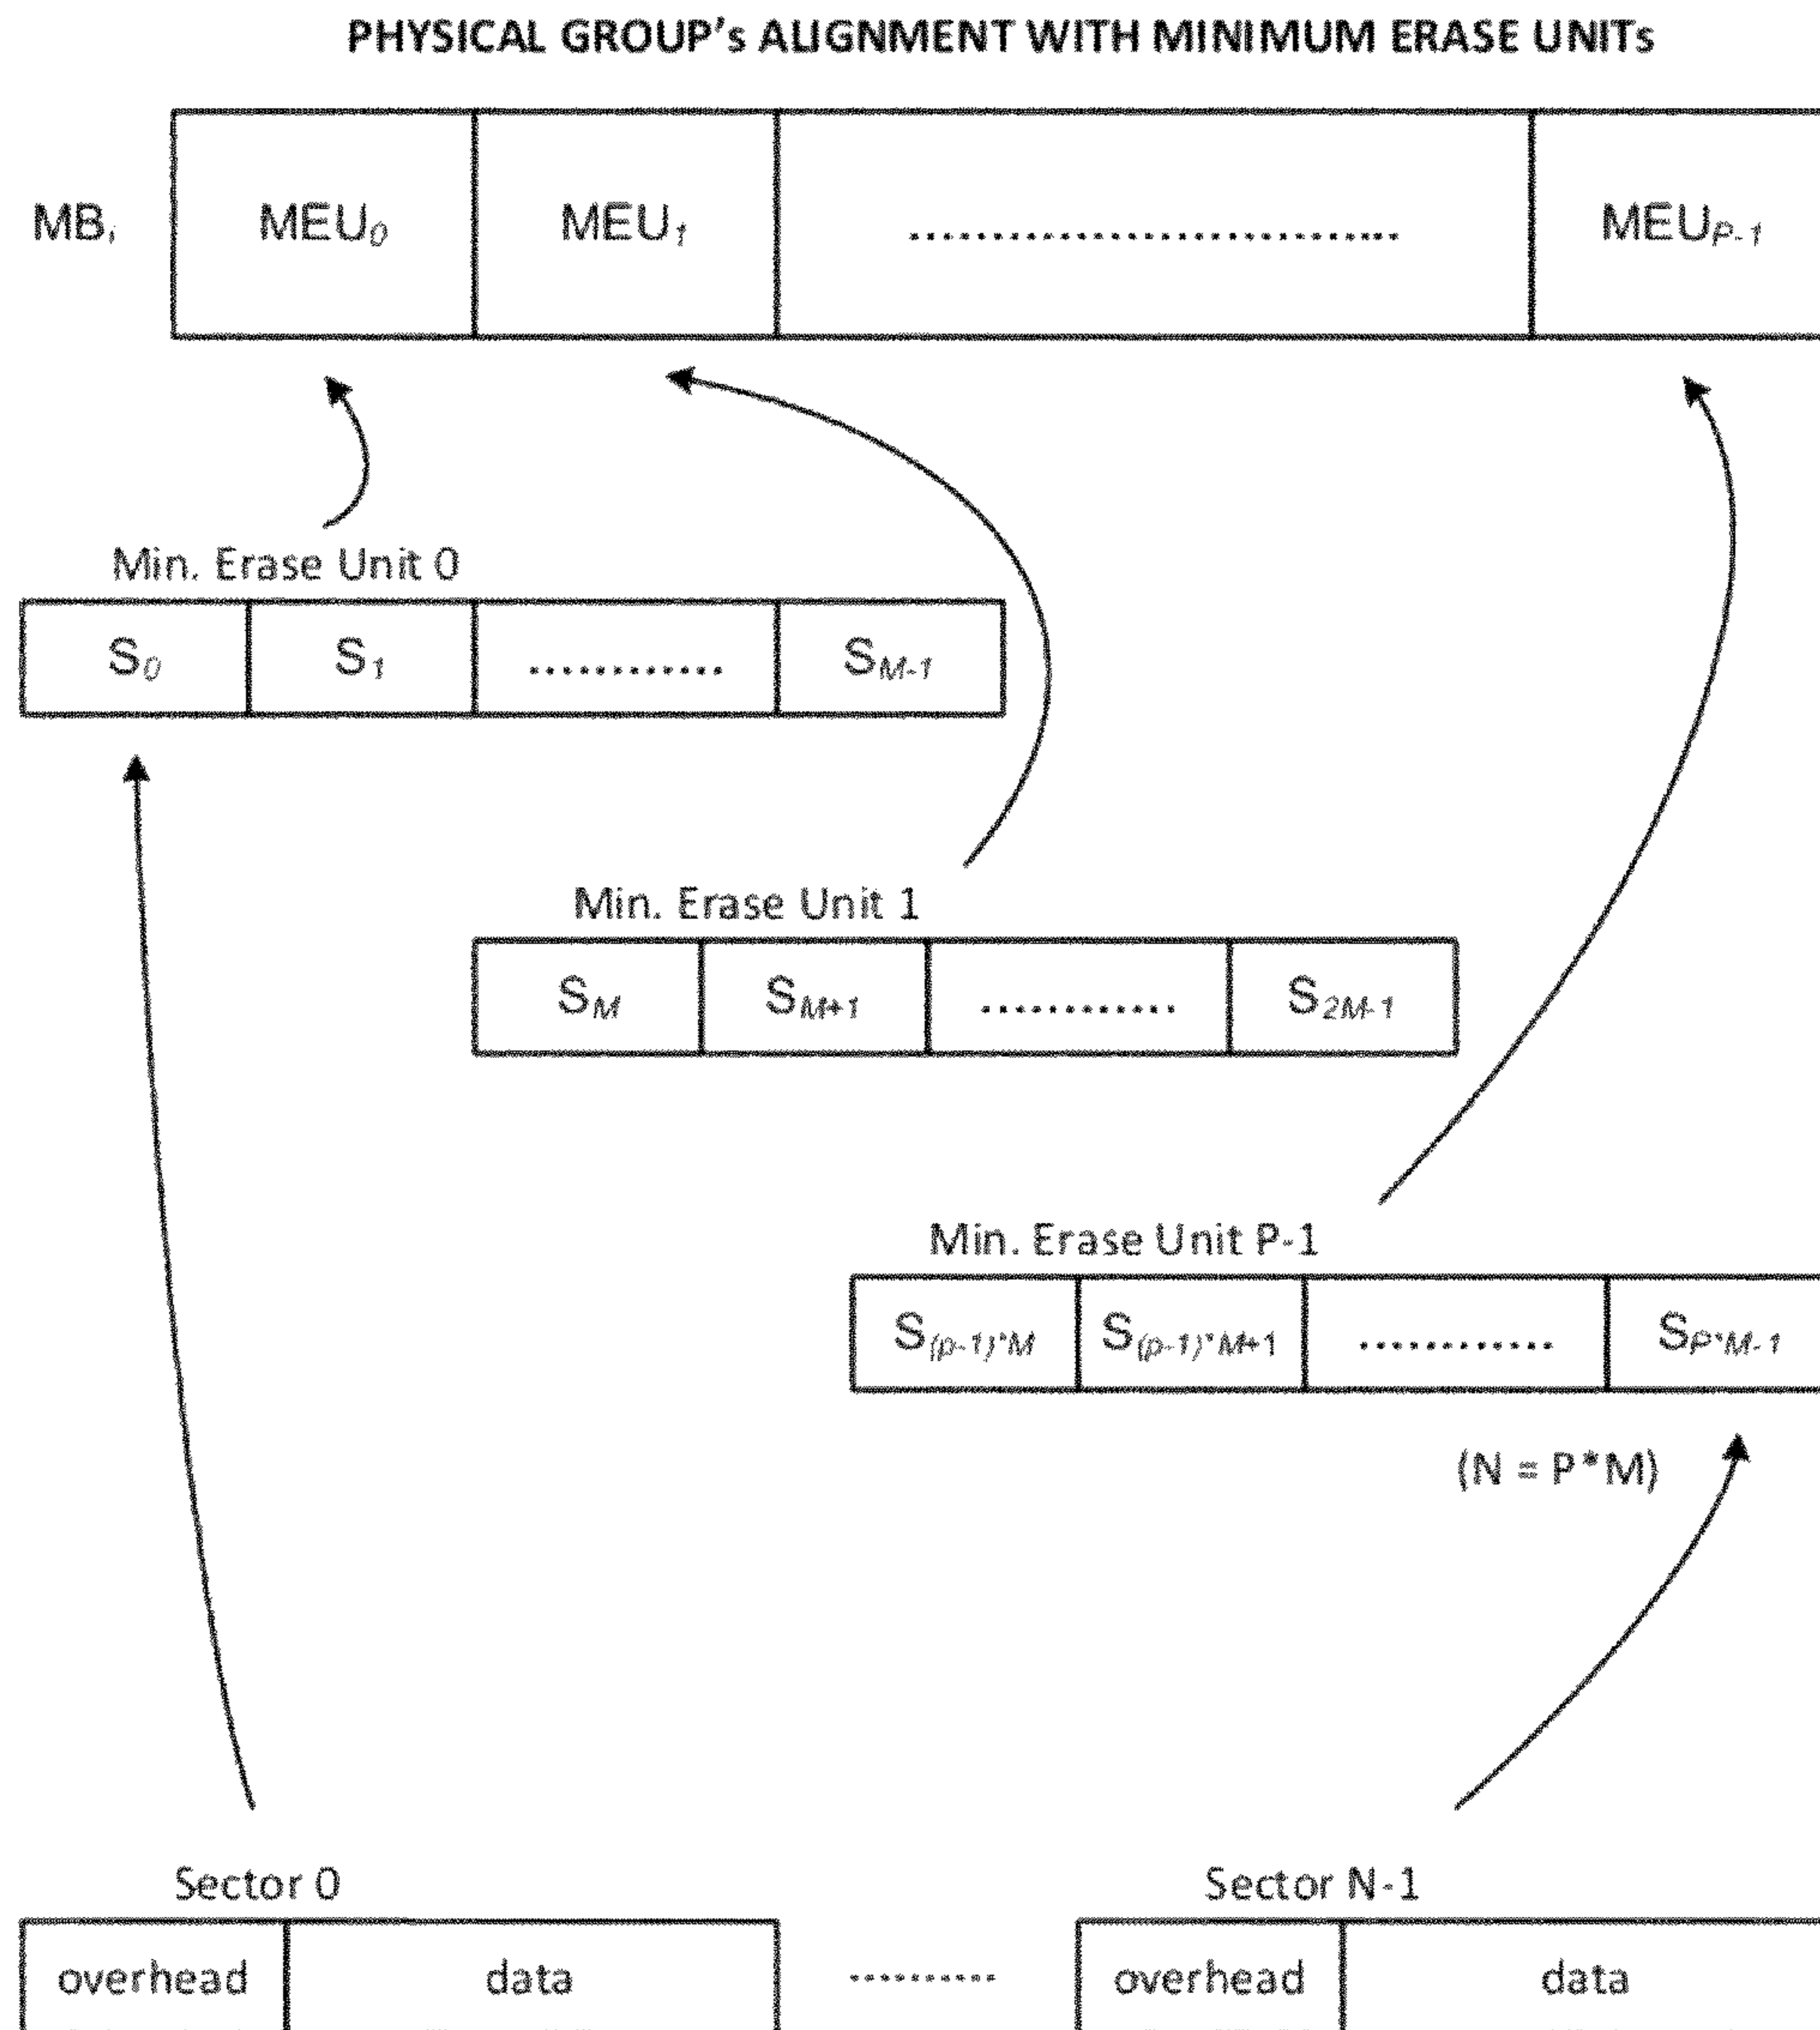 PHYSICAL GROUP's ALIGNMENT WITH MINIMUM ERASE UNITs
MBi MEU0 MEU1 .............................. MEUP-1
Min. Erase Unit 0
S0 S1 ............ SM-1
Min. Erase Unit 1
SM SM+1 ............ S2M-1
Min. Erase Unit P-1
S(p-1)*M S(p-1)*M+1 ............ SP*M-1
(N = P*M)
Sector 0 Sector N-1
overhead data .......... overhead data